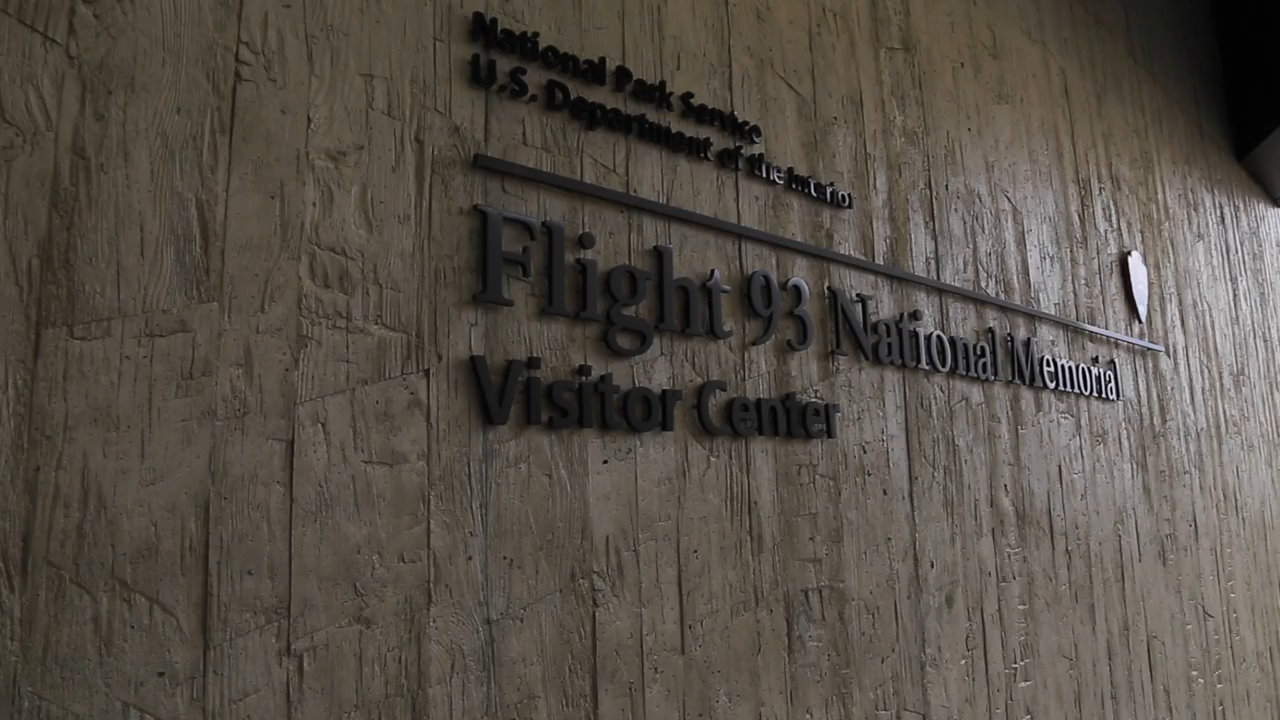 National Park Service
U.S. Department of the Interior
Flight 93 National Memorial
Visitor Center